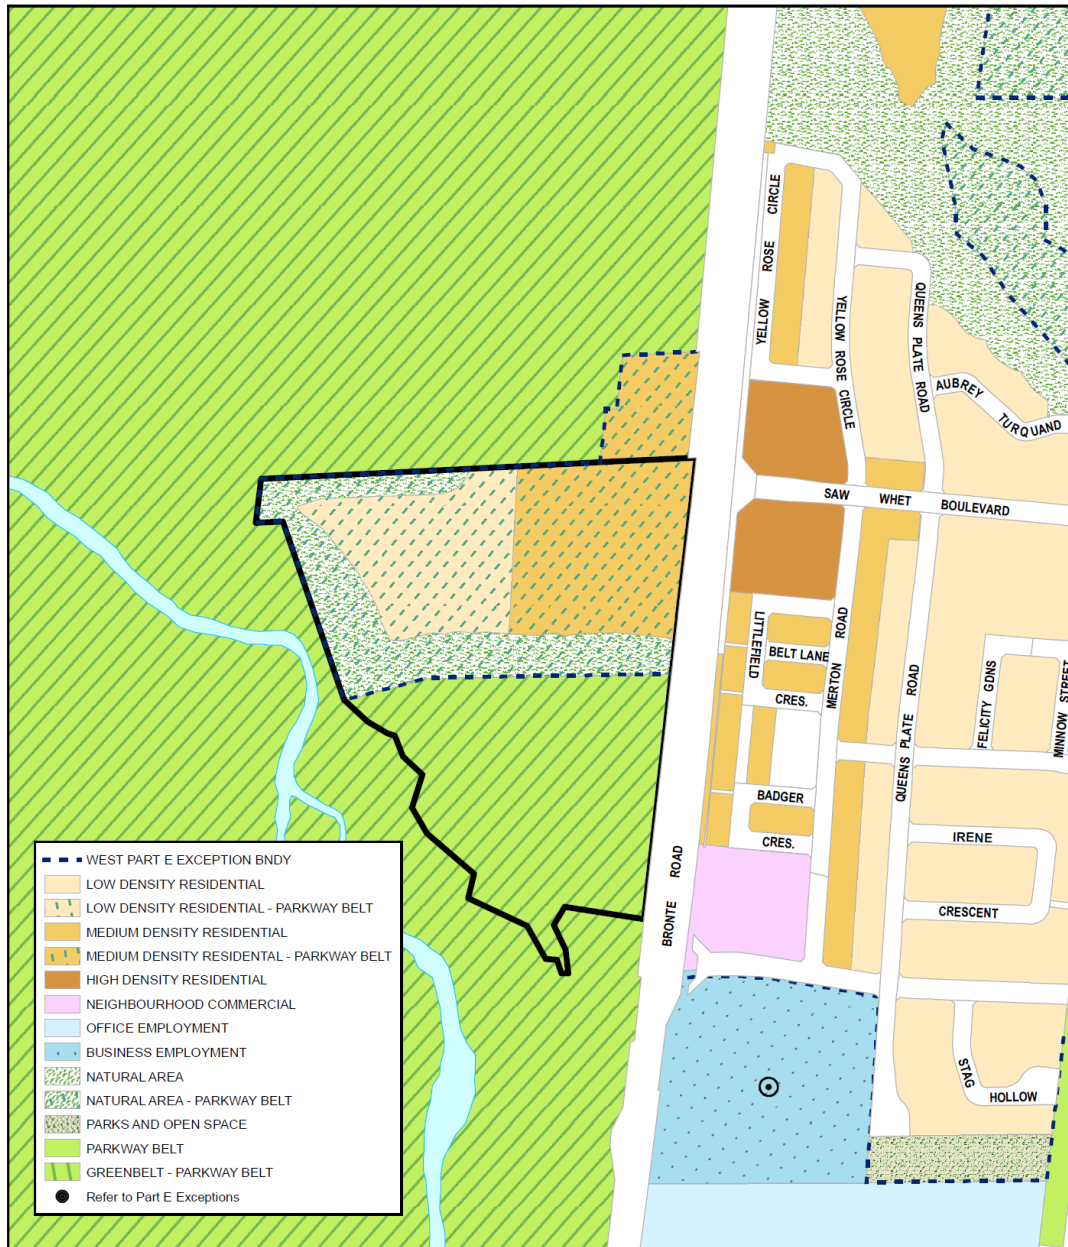 YELLOW ROSE CIRCLE
YELLOW ROSE CIRCLE
QUEENS PLATE ROAD
AUBREY
TURQUAND
SAW WHET BOULEVARD
LITTLEFIELD
BELT LANE
CRES.
MERTON ROAD
QUEENS PLATE ROAD
FELICITY GDNS
MINNOW STREET
BADGER
CRES.
IRENE
CRESCENT
BRONTE ROAD
STAG
HOLLOW
WEST PART E EXCEPTION BNDY
LOW DENSITY RESIDENTIAL
LOW DENSITY RESIDENTIAL - PARKWAY BELT
MEDIUM DENSITY RESIDENTIAL
MEDIUM DENSITY RESIDENTAL - PARKWAY BELT
HIGH DENSITY RESIDENTIAL
NEIGHBOURHOOD COMMERCIAL
OFFICE EMPLOYMENT
BUSINESS EMPLOYMENT
NATURAL AREA
NATURAL AREA - PARKWAY BELT
PARKS AND OPEN SPACE
PARKWAY BELT
GREENBELT - PARKWAY BELT
Refer to Part E Exceptions